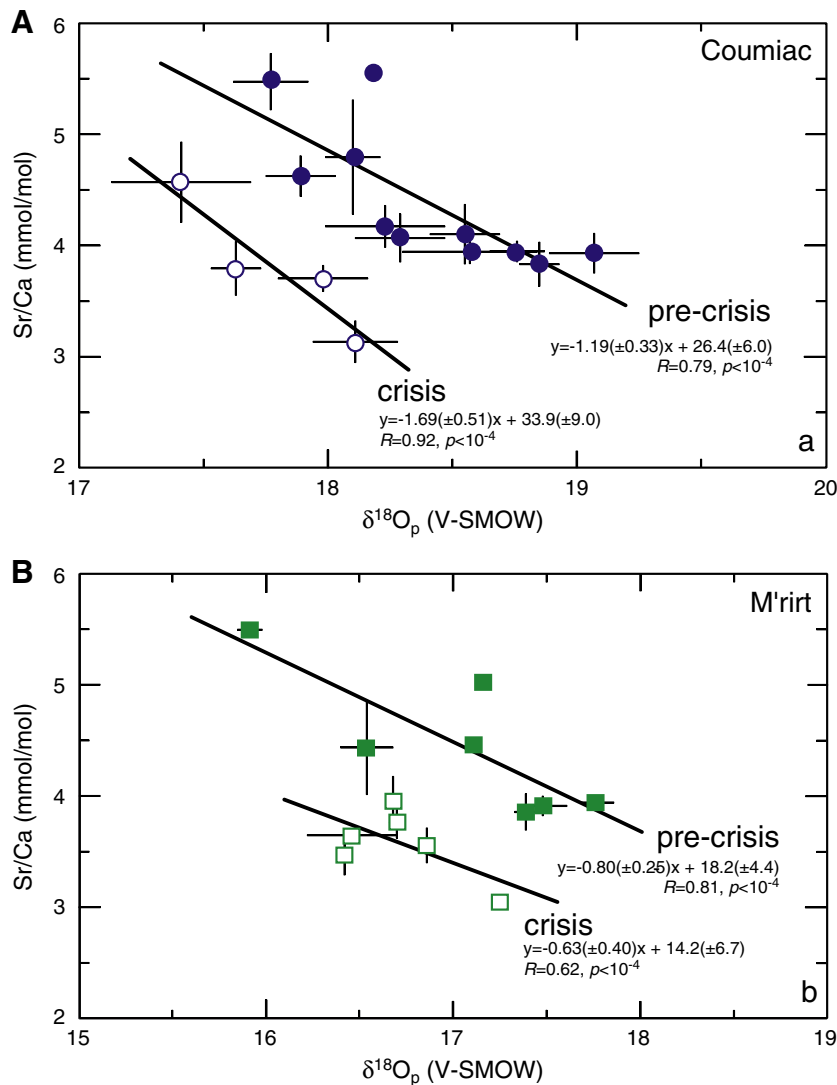 A
Coumiac
6
5
4
3
2
Sr/Ca (mmol/mol)
pre-crisis
y=-1.19(±0.33)x + 26.4(±6.0)
R=0.79, p<10⁻⁴
crisis
y=-1.69(±0.51)x + 33.9(±9.0)
R=0.92, p<10⁻⁴
a
17 18 19 20
δ¹⁸Oₚ (V-SMOW)
B
M'rirt
6
5
4
3
2
Sr/Ca (mmol/mol)
pre-crisis
y=-0.80(±0.25)x + 18.2(±4.4)
R=0.81, p<10⁻⁴
crisis
y=-0.63(±0.40)x + 14.2(±6.7)
R=0.62, p<10⁻⁴
b
15 16 17 18 19
δ¹⁸Oₚ (V-SMOW)